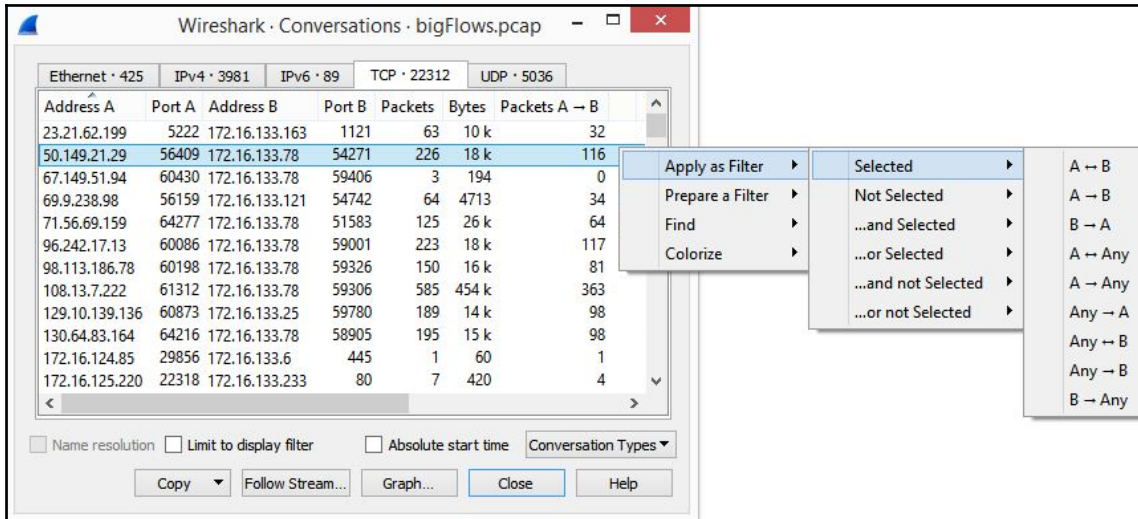 Wireshark · Conversations · bigFlows.pcap
Ethernet · 425 IPv4 · 3981 IPv6 · 89 TCP · 22312 UDP · 5036
Address A Port A Address B Port B Packets Bytes Packets A → B
23.21.62.199 5222 172.16.133.163 1121 63 10 k 32
50.149.21.29 56409 172.16.133.78 54271 226 18 k 116
67.149.51.94 60430 172.16.133.78 59406 3 194 0
69.9.238.98 56159 172.16.133.121 54742 64 4713 34
71.56.69.159 64277 172.16.133.78 51583 125 26 k 64
96.242.17.13 60086 172.16.133.78 59001 223 18 k 117
98.113.186.78 60198 172.16.133.78 59326 150 16 k 81
108.13.7.222 61312 172.16.133.78 59306 585 454 k 363
129.10.139.136 60873 172.16.133.25 59780 189 14 k 98
130.64.83.164 64216 172.16.133.78 58905 195 15 k 98
172.16.124.85 29856 172.16.133.6 445 1 60 1
172.16.125.220 22318 172.16.133.233 80 7 420 4
Name resolution Limit to display filter Absolute start time Conversation Types
Copy Follow Stream... Graph... Close Help
Apply as Filter
Prepare a Filter
Find
Colorize
Selected
Not Selected
...and Selected
...or Selected
...and not Selected
...or not Selected
A ↔ B
A → B
B → A
A ↔ Any
A → Any
Any → A
Any ↔ B
Any → B
B → Any